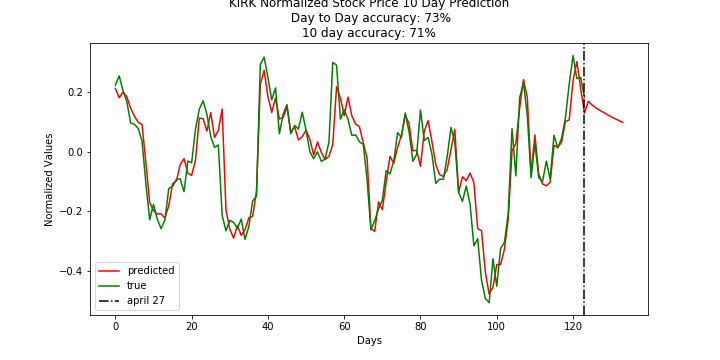 KIRK Normalized Stock Price 10 Day Prediction
Day to Day accuracy: 73%
10 day accuracy: 71%
Normalized Values
0.2
0.0
−0.2
−0.4
predicted
true
april 27
0
20
40
60
80
100
120
Days